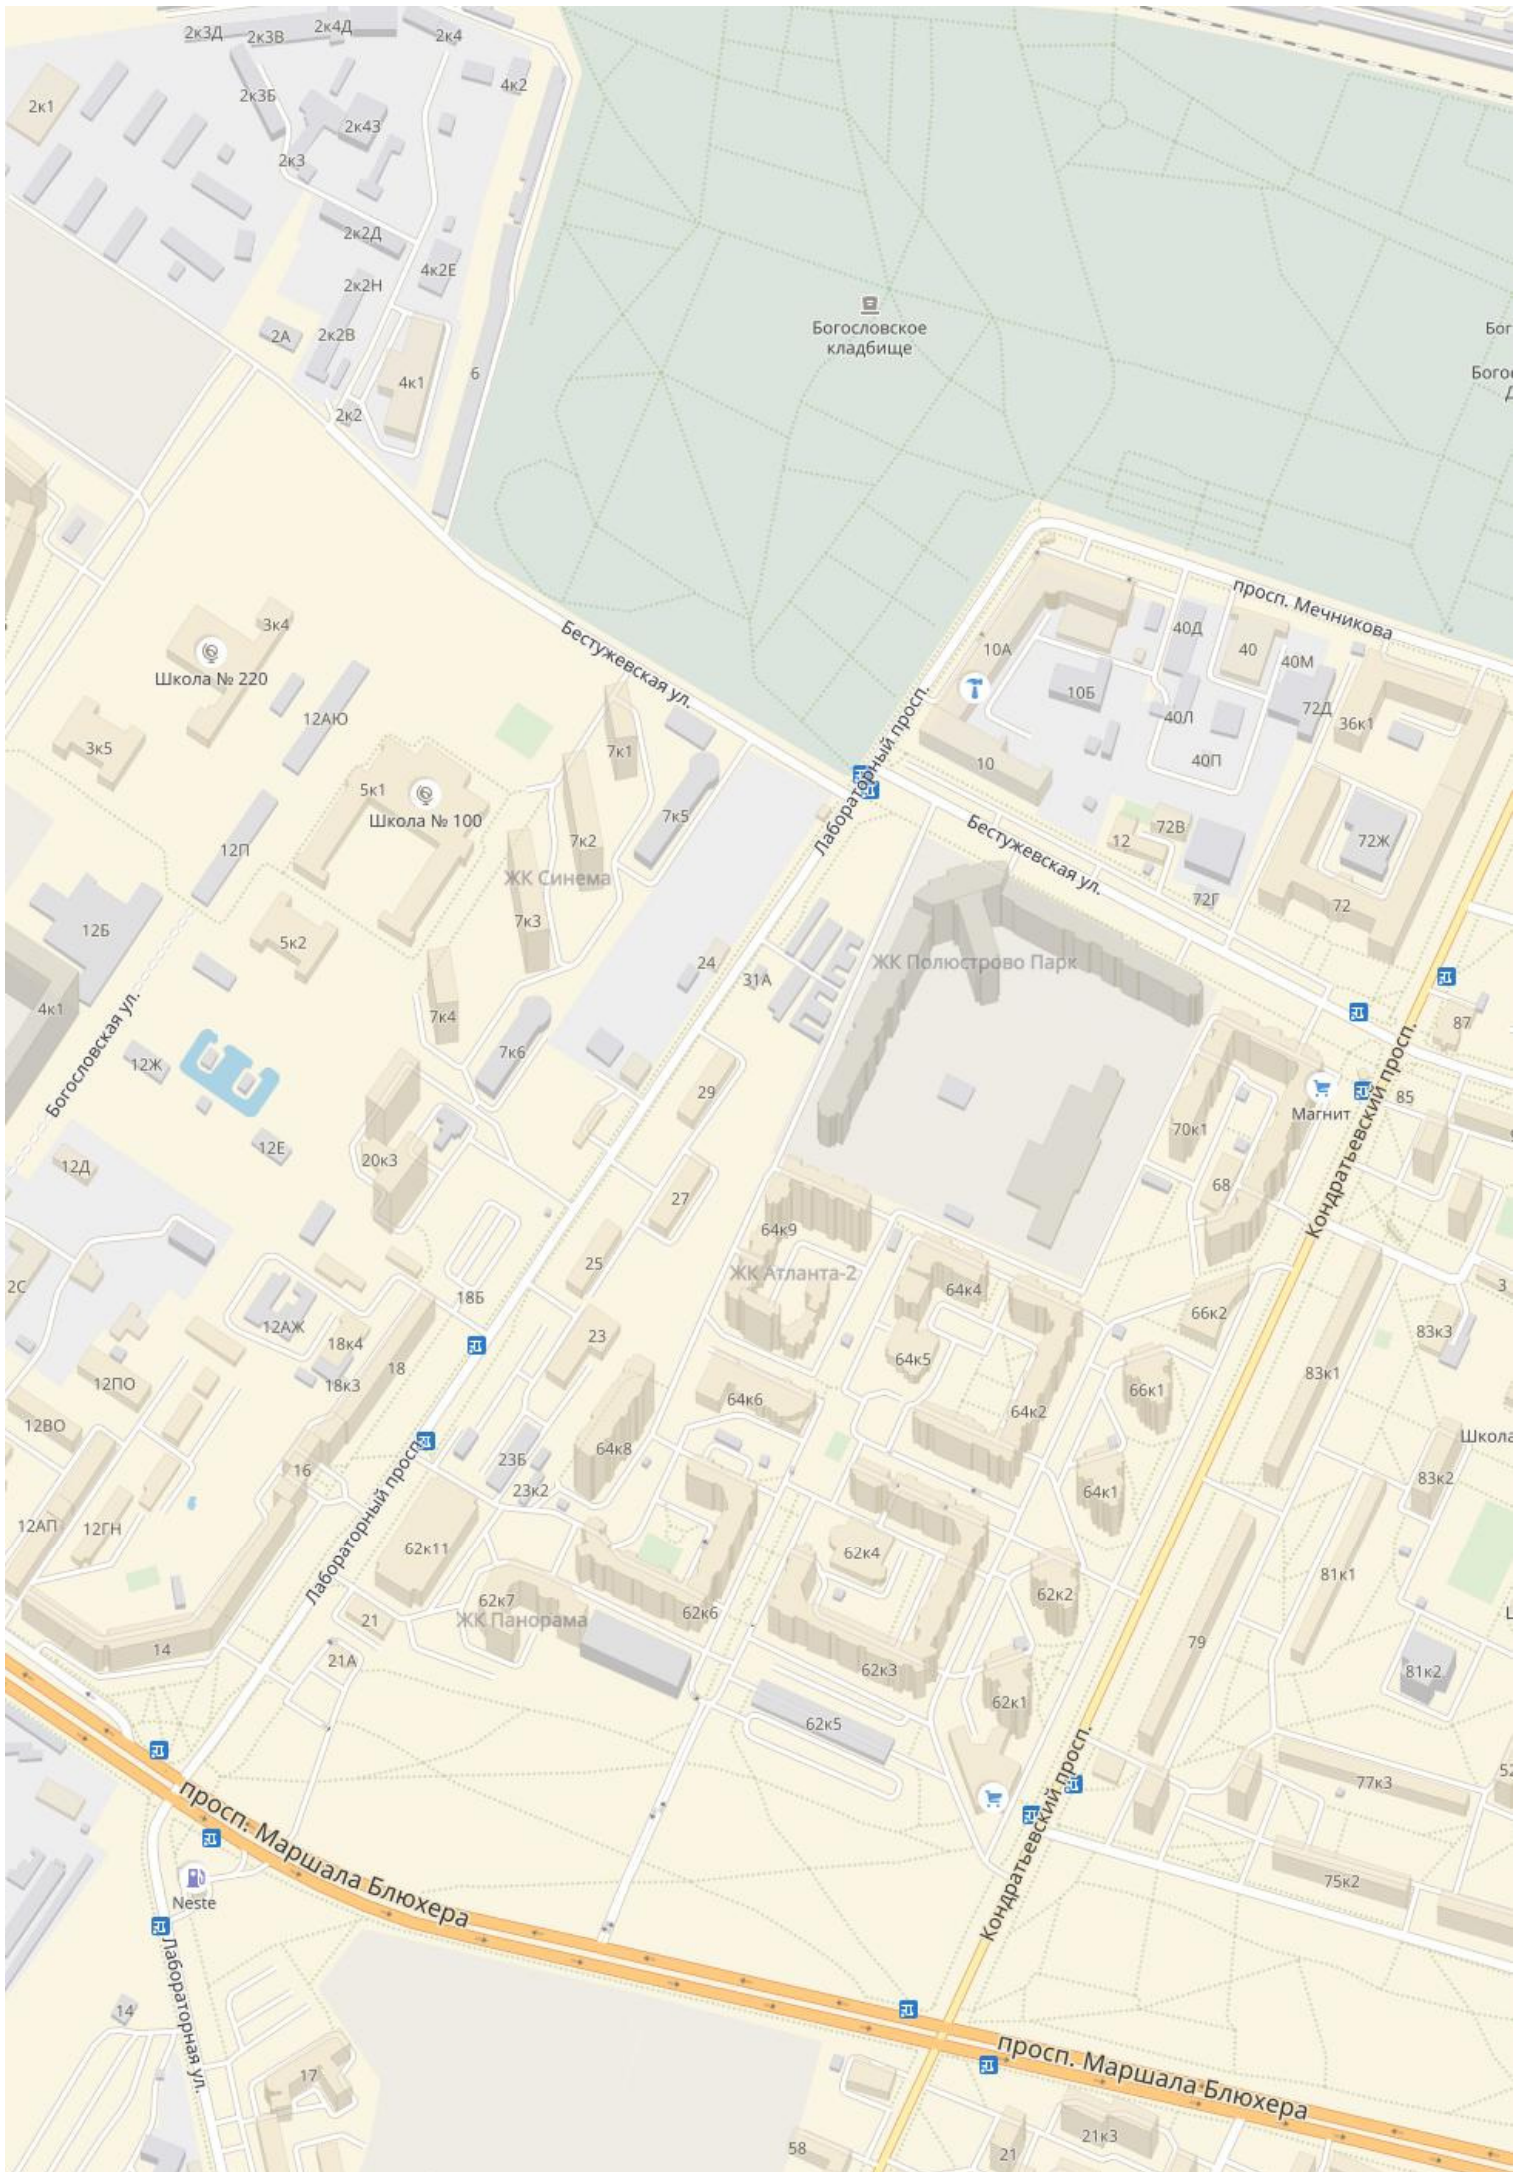 2к3Д
2к3В
2к4Д
2к4
4к2
2к1
2к3Б
2к43
2к3
2к2Д
4к2Е
2к2Н
2А
2к2В
4к1
6
2к2
Богословское
кладбище
просп. Мечникова
3к4
Школа № 220
12АЮ
3к5
5к1
Школа № 100
12П
Бестужевская ул.
7к1
7к5
7к2
ЖК Синема
7к3
Лабораторный просп.
10А
10Б
40Д
40
40М
40Л
72Д
36к1
40П
10
12
72В
72Ж
72Г
72
Бестужевская ул.
12Б
5к2
24
31А
ЖК Полюстрово Парк
4к1
7к4
7к6
87
Богословская ул.
12Ж
29
Магнит
85
70к1
Кондратьевский просп.
12Е
12Д
20к3
27
68
64к9
25
ЖК Атланта-2
2С
18Б
64к4
66к2
3
12АЖ
18к4
23
64к5
83к3
18
18к3
12ПО
64к6
66к1
83к1
12ВО
64к2
64к8
23Б
Школа
16
23к2
64к1
83к2
12АП
12ГН
Лабораторный просп.
62к11
62к4
81к1
62к7
62к2
ЖК Панорама
62к6
21
14
21А
79
62к3
81к2
62к1
62к5
77к3
просп. Маршала Блюхера
Кондратьевский просп.
Neste
75к2
Лабораторная ул.
14
17
просп. Маршала Блюхера
58
21
21к3